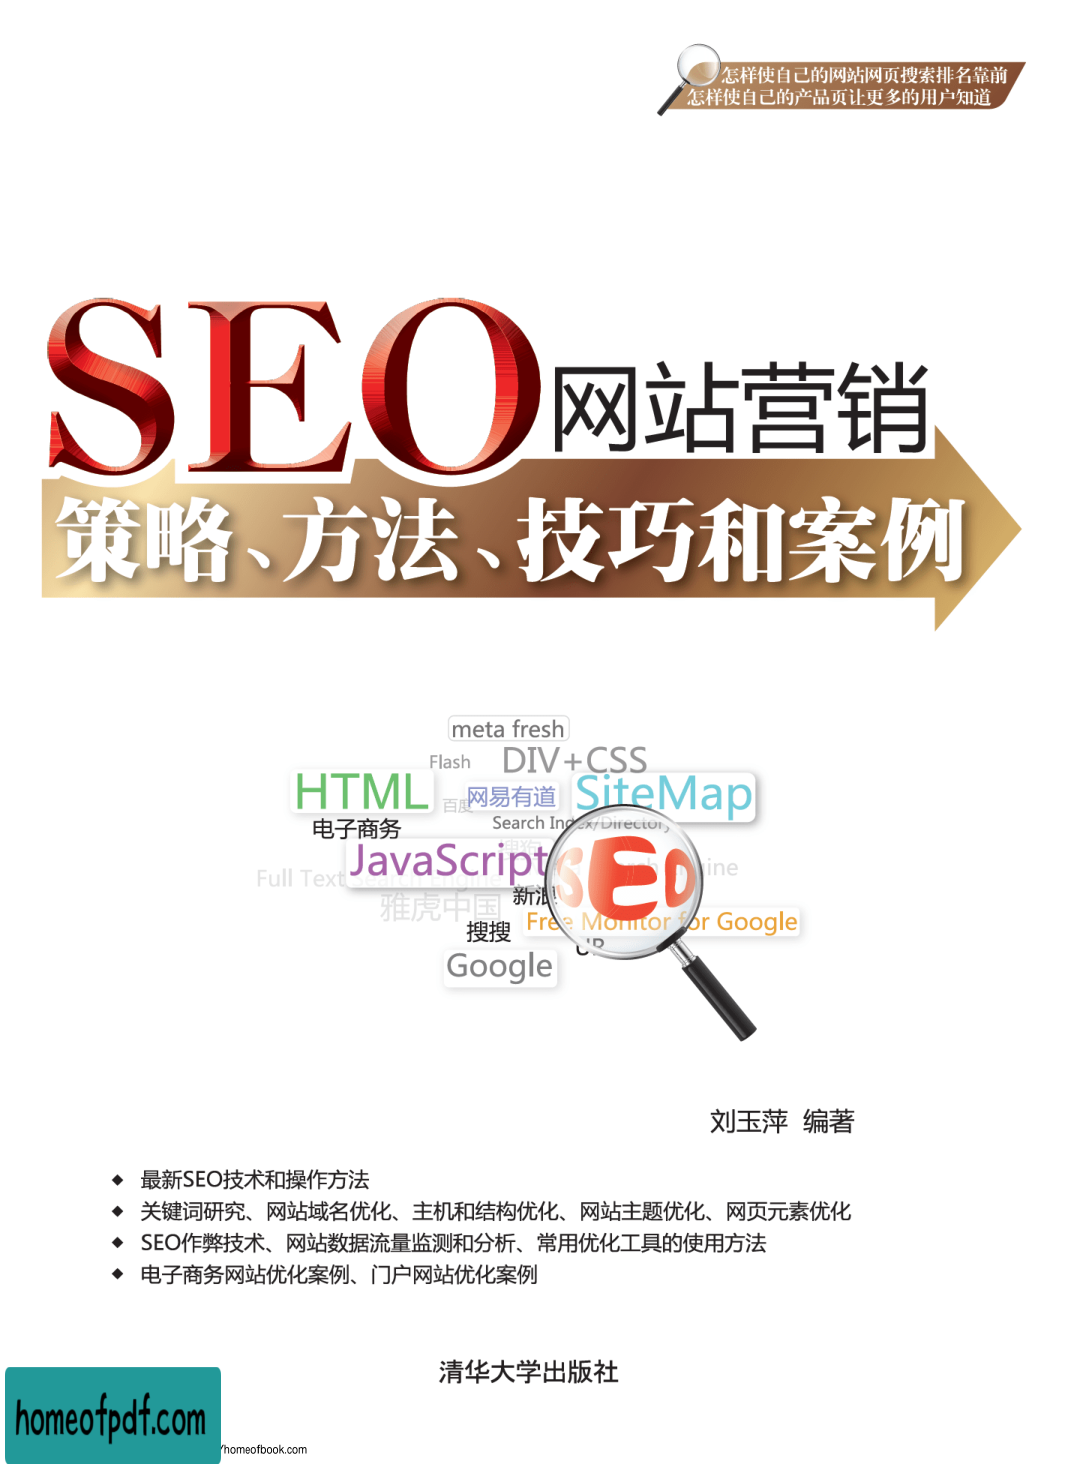 怎样使自己的网站网页搜索排名靠前
怎样使自己的产品页让更多的用户知道
SEO网站营销
策略、方法、技巧和案例
meta fresh
Flash DIV+CSS
HTML 百度 网易有道 SiteMap
电子商务 Search Index/Directory
JavaScript
SEO
Full Text Search Engine
雅虎中国 新浪
搜搜 Free Monitor for Google
Google
刘玉萍 编著
◆ 最新SEO技术和操作方法
◆ 关键词研究、网站域名优化、主机和结构优化、网站主题优化、网页元素优化
◆ SEO作弊技术、网站数据流量监测和分析、常用优化工具的使用方法
◆ 电子商务网站优化案例、门户网站优化案例
清华大学出版社
homeofpdf.com
/homeofbook.com